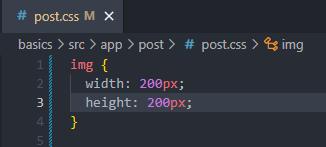 # post.css M ×
basics > src > app > post > # post.css > img
1 img {
2 width: 200px;
3 height: 200px;
4 }
5